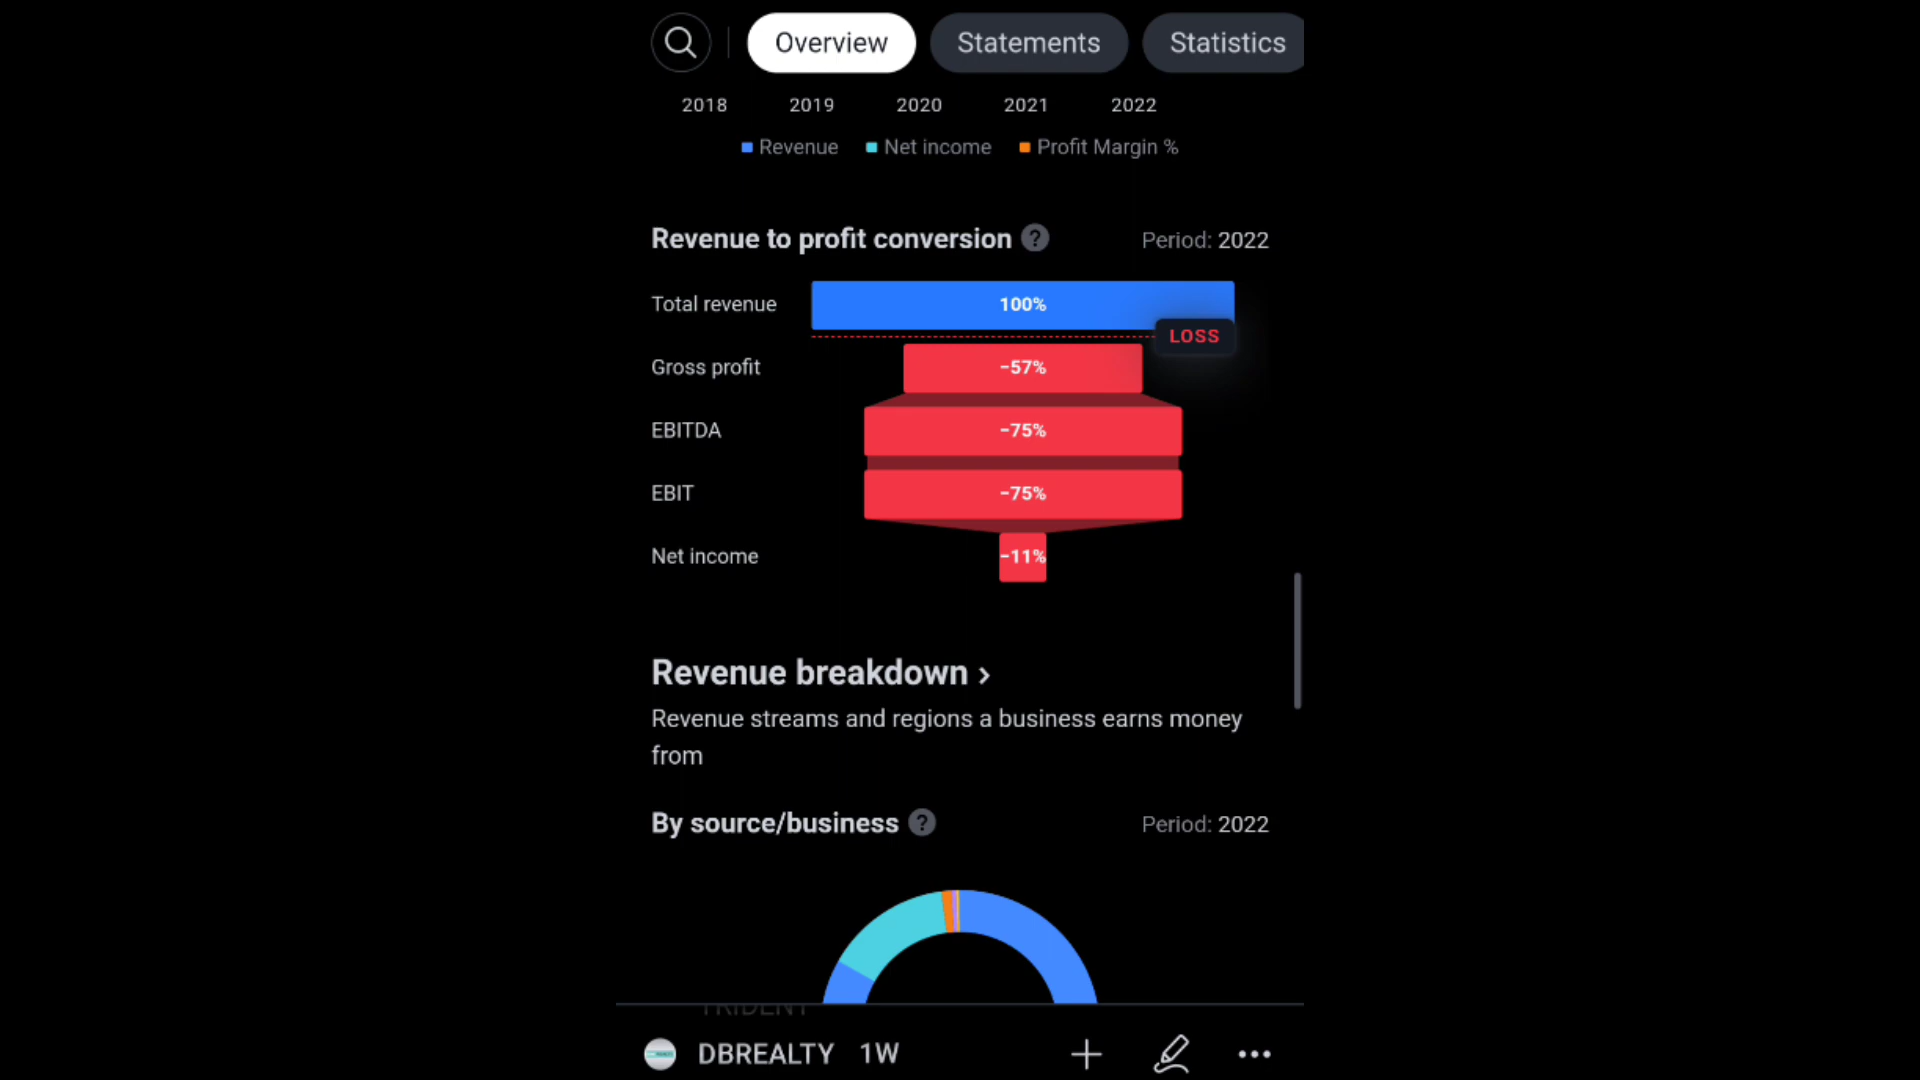 Overview Statements Statistics
2018 2019 2020 2021 2022
Revenue Net income Profit Margin %
Revenue to profit conversion ? Period: 2022
Total revenue 100%
LOSS
Gross profit −57%
EBITDA −75%
EBIT −75%
Net income −11%
Revenue breakdown ›
Revenue streams and regions a business earns money
from
By source/business ? Period: 2022
TRIDENT
DBREALTY 1W